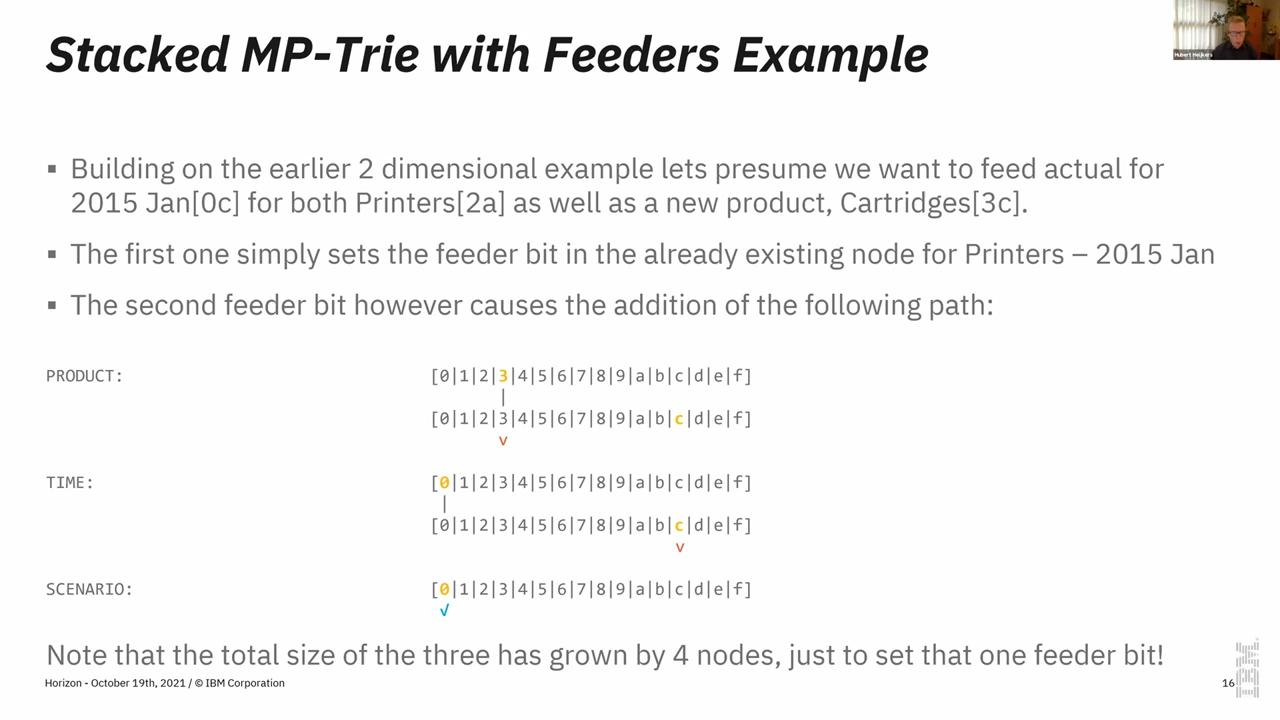 Stacked MP-Trie with Feeders Example
Hubert Heijkers
▪ Building on the earlier 2 dimensional example lets presume we want to feed actual for
2015 Jan[0c] for both Printers[2a] as well as a new product, Cartridges[3c].
▪ The first one simply sets the feeder bit in the already existing node for Printers – 2015 Jan
▪ The second feeder bit however causes the addition of the following path:
PRODUCT: [0|1|2|3|4|5|6|7|8|9|a|b|c|d|e|f]
|
[0|1|2|3|4|5|6|7|8|9|a|b|c|d|e|f]
v
TIME: [0|1|2|3|4|5|6|7|8|9|a|b|c|d|e|f]
|
[0|1|2|3|4|5|6|7|8|9|a|b|c|d|e|f]
v
SCENARIO: [0|1|2|3|4|5|6|7|8|9|a|b|c|d|e|f]
√
Note that the total size of the three has grown by 4 nodes, just to set that one feeder bit!
Horizon - October 19th, 2021 / © IBM Corporation
16
IBM